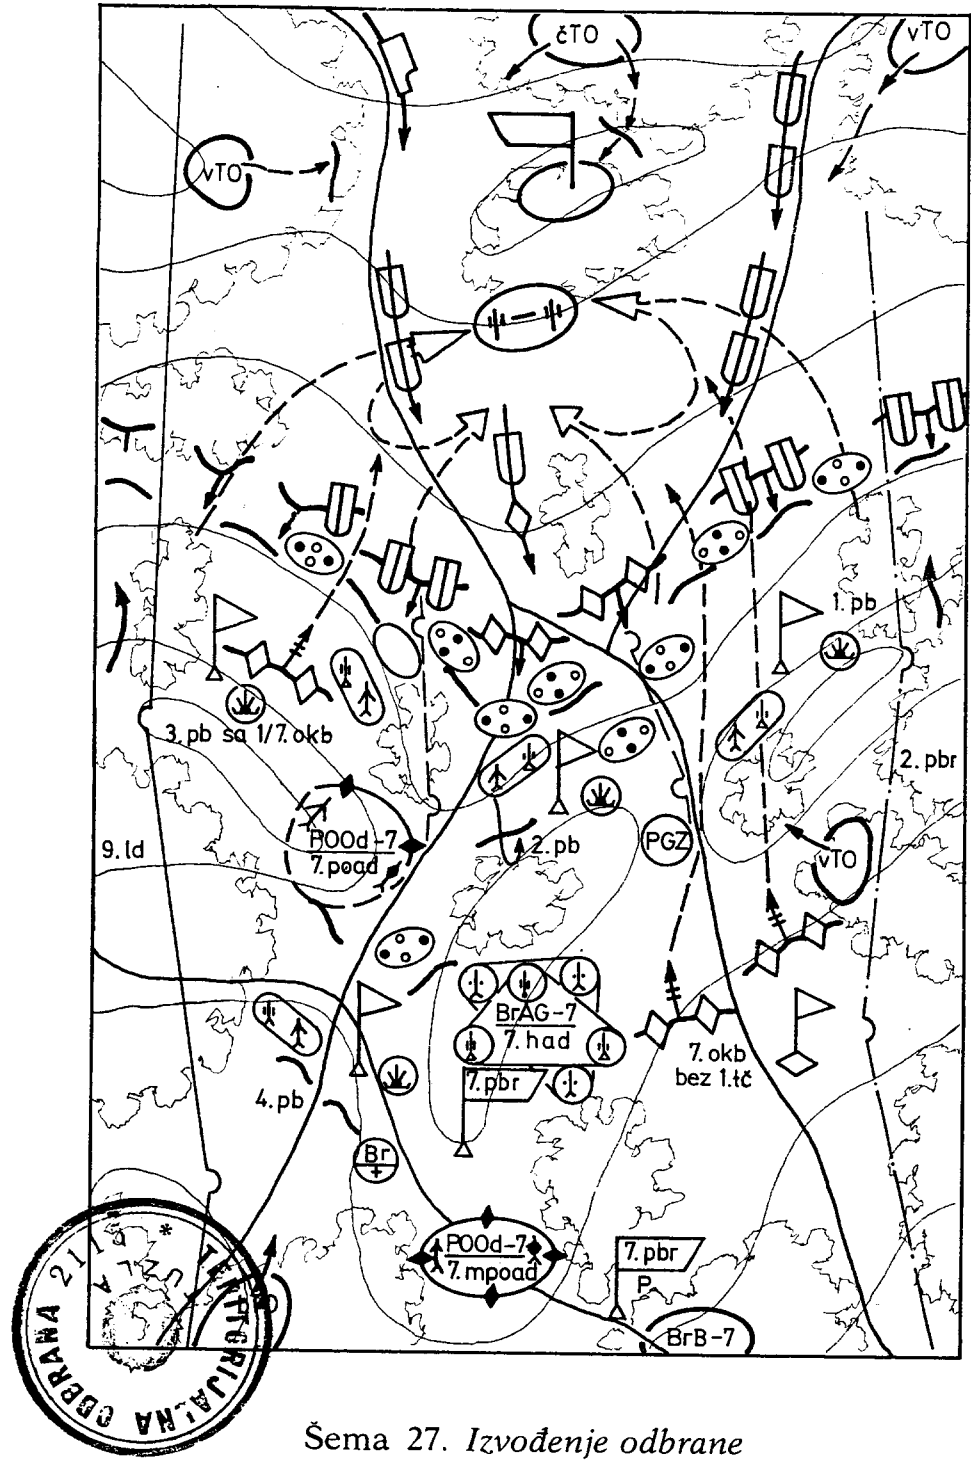 čTO
vTO
vTO
1. pb
3. pb sa 1/7. okb
2. pbr
POOd-7
7. poad
9. ld
2. pb
PGZ
vTO
BrAG-7
7. had
7. okb
bez 1. tč
7. pbr
4. pb
Br
POOd-7
7. mpoad
7. pbr
P.
BrB-7
ODBRANA 
Šema 27. Izvođenje odbrane